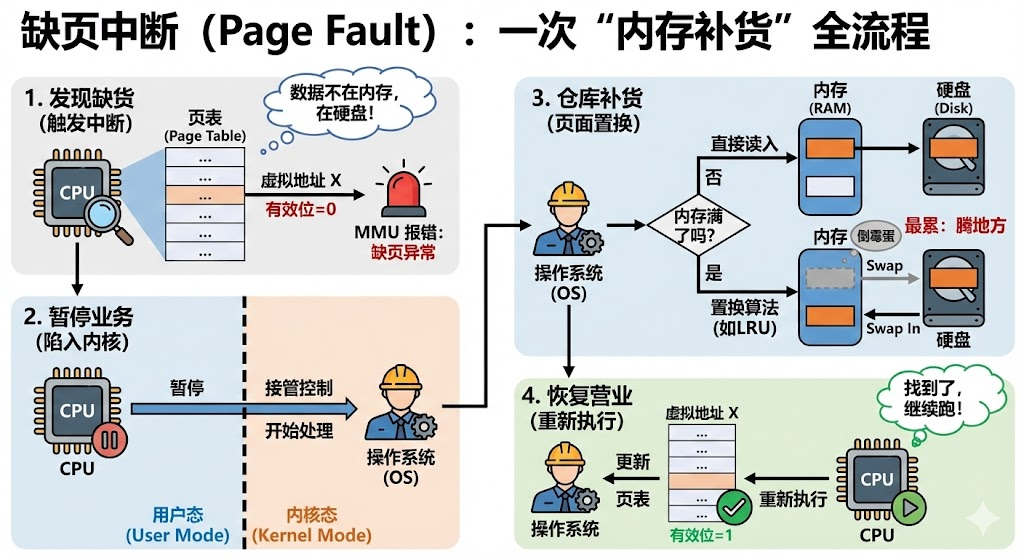 缺页中断（Page Fault）：一次“内存补货”全流程
1. 发现缺货
(触发中断)
CPU
页表
(Page Table)
...
...
...
...
...
...
数据不在内存，
在硬盘！
虚拟地址 X
有效位=0
MMU 报错：
缺页异常
2. 暂停业务
(陷入内核)
CPU
CPU
暂停
接管控制
开始处理
操作系统
(OS)
用户态
(User Mode)
内核态
(Kernel Mode)
3. 仓库补货
(页面置换)
操作系统
(OS)
内存满
了吗？
直接读入
否
是
置换算法
(如LRU)
内存
(RAM)
硬盘
(Disk)
内存
倒霉蛋
最累：腾地方
Swap
Swap In
硬盘
4. 恢复营业
(重新执行)
操作系统
更新
页表
虚拟地址 X
...
...
...
...
...
有效位=1
重新执行
找到了，
继续跑！
CPU
CPU